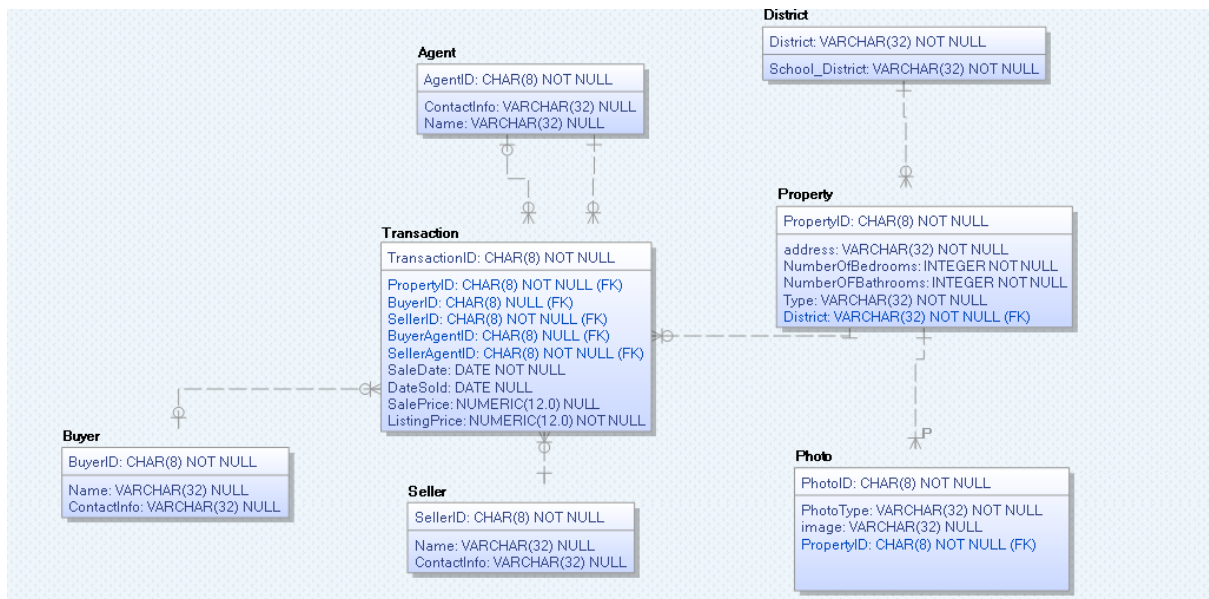 District
District: VARCHAR(32) NOT NULL
School_District: VARCHAR(32) NOT NULL
Agent
AgentID: CHAR(8) NOT NULL
ContactInfo: VARCHAR(32) NULL
Name: VARCHAR(32) NULL
Property
PropertyID: CHAR(8) NOT NULL
address: VARCHAR(32) NOT NULL
NumberOfBedrooms: INTEGER NOT NULL
NumberOFBathrooms: INTEGER NOT NULL
Type: VARCHAR(32) NOT NULL
District: VARCHAR(32) NOT NULL (FK)
Transaction
TransactionID: CHAR(8) NOT NULL
PropertyID: CHAR(8) NOT NULL (FK)
BuyerID: CHAR(8) NULL (FK)
SellerID: CHAR(8) NOT NULL (FK)
BuyerAgentID: CHAR(8) NULL (FK)
SellerAgentID: CHAR(8) NOT NULL (FK)
SaleDate: DATE NOT NULL
DateSold: DATE NULL
SalePrice: NUMERIC(12.0) NULL
ListingPrice: NUMERIC(12.0) NOT NULL
Buyer
BuyerID: CHAR(8) NOT NULL
Name: VARCHAR(32) NULL
ContactInfo: VARCHAR(32) NULL
Seller
SellerID: CHAR(8) NOT NULL
Name: VARCHAR(32) NULL
ContactInfo: VARCHAR(32) NULL
P
Photo
PhotoID: CHAR(8) NOT NULL
PhotoType: VARCHAR(32) NOT NULL
image: VARCHAR(32) NULL
PropertyID: CHAR(8) NOT NULL (FK)